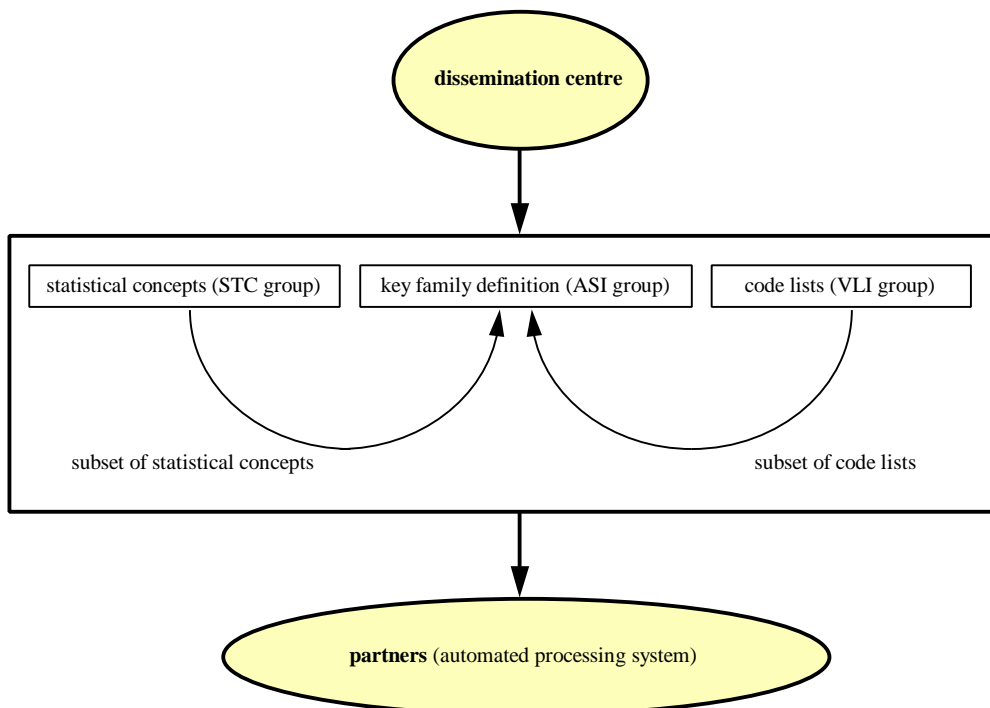 dissemination centre
statistical concepts (STC group)
key family definition (ASI group)
code lists (VLI group)
subset of statistical concepts
subset of code lists
partners (automated processing system)